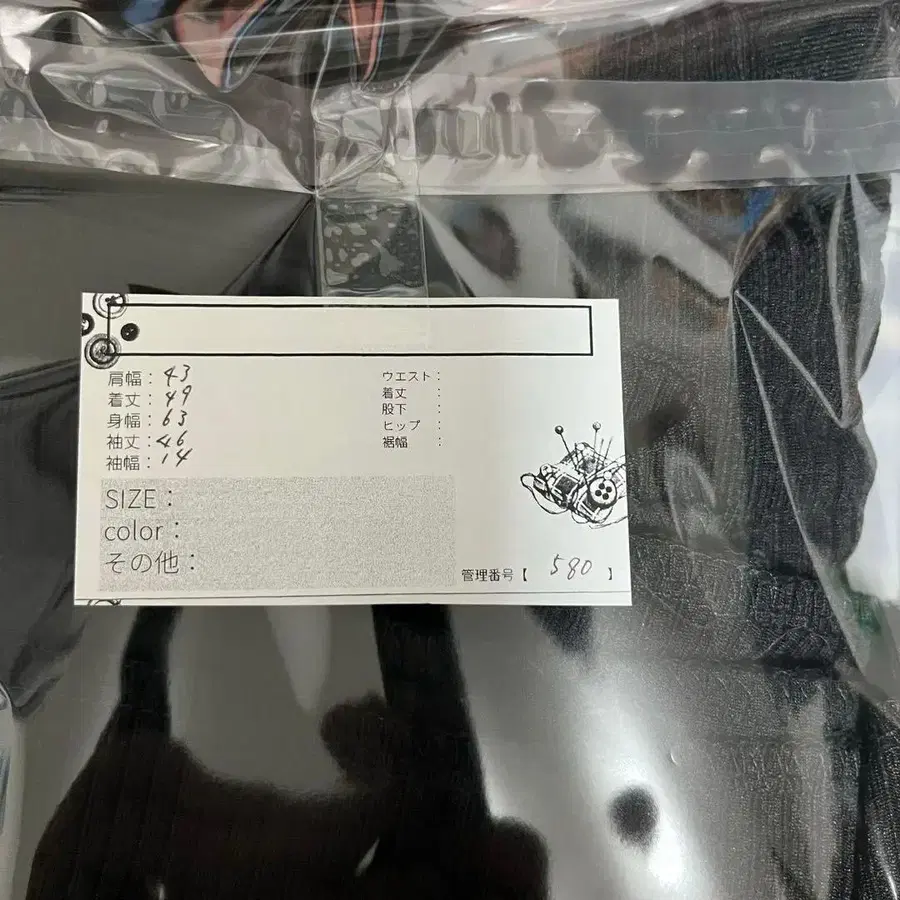 肩幅：43
着丈：49
身幅：63
袖丈：46
袖幅：14
ウエスト：
着丈　：
股下　：
ヒップ　：
裾幅　：
SIZE：
color：
その他：
管理番号【 580 】